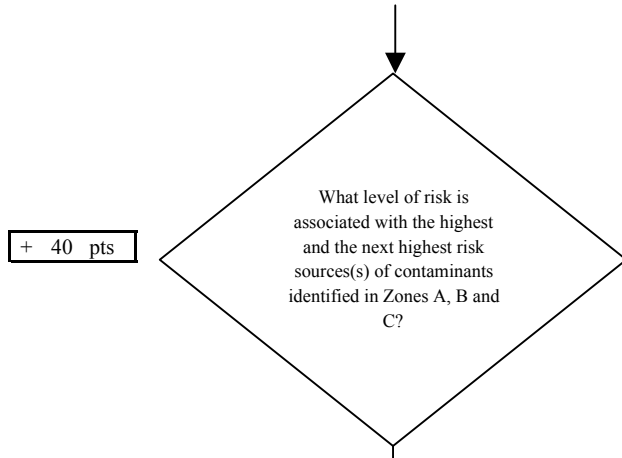 What level of risk is
associated with the highest
+ 40 pts
and the next highest risk
sources(s) of contaminants
identified in Zones A, B and
C?